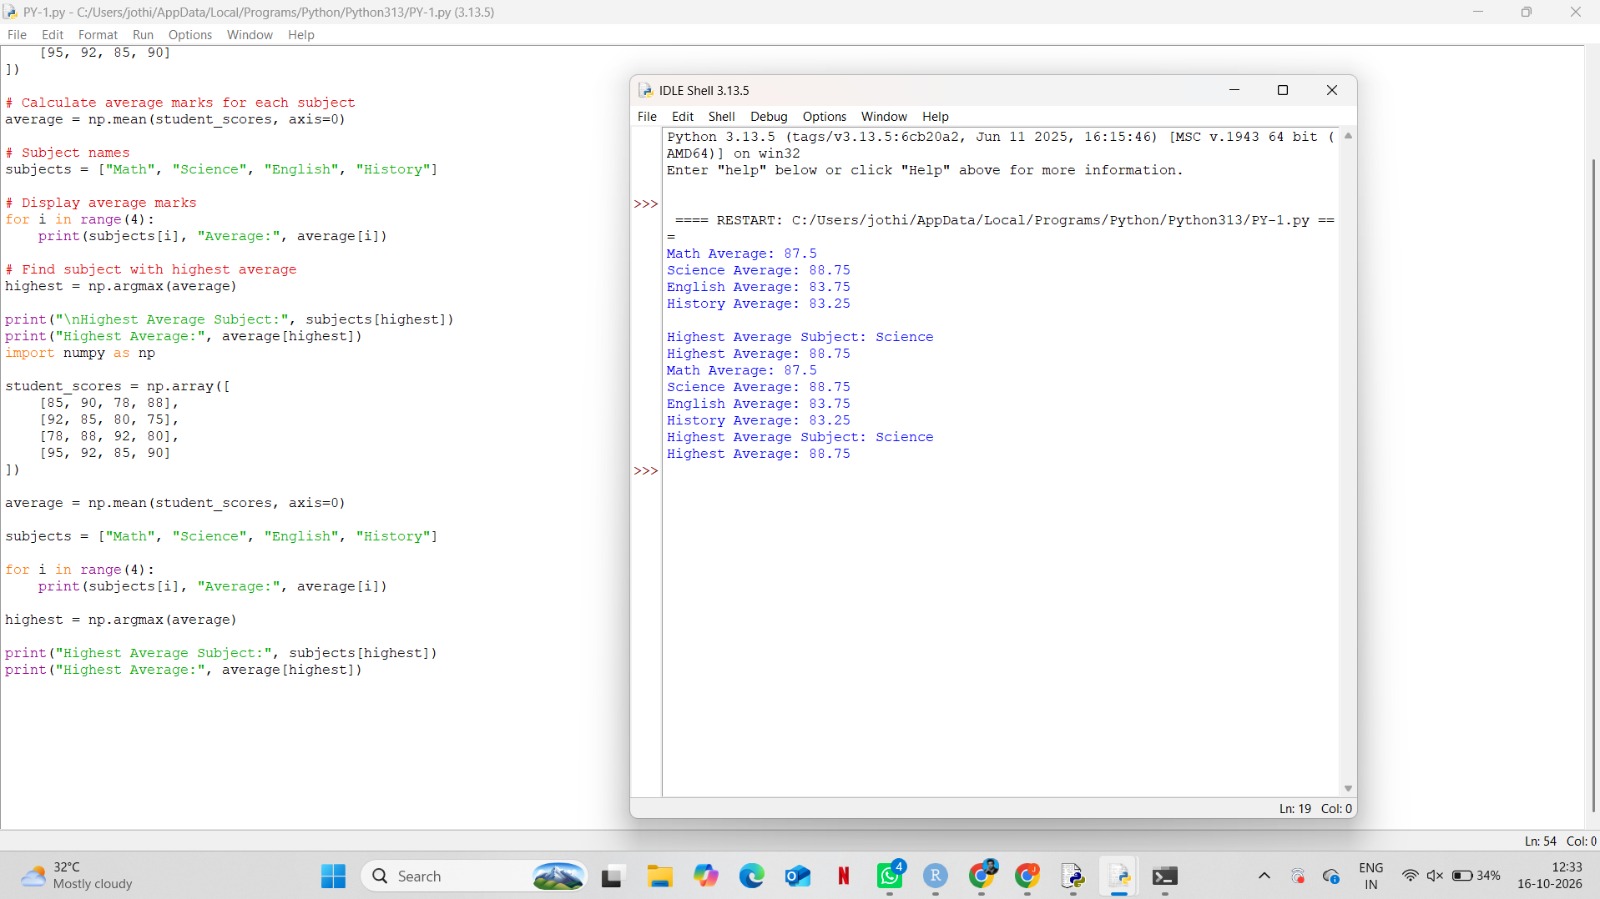 PY-1.py - C:/Users/jothi/AppData/Local/Programs/Python/Python313/PY-1.py (3.13.5)
File Edit Format Run Options Window Help
    [95, 92, 85, 90]
])

# Calculate average marks for each subject
average = np.mean(student_scores, axis=0)

# Subject names
subjects = ["Math", "Science", "English", "History"]

# Display average marks
for i in range(4):
    print(subjects[i], "Average:", average[i])

# Find subject with highest average
highest = np.argmax(average)

print("\nHighest Average Subject:", subjects[highest])
print("Highest Average:", average[highest])
import numpy as np

student_scores = np.array([
    [85, 90, 78, 88],
    [92, 85, 80, 75],
    [78, 88, 92, 80],
    [95, 92, 85, 90]
])

average = np.mean(student_scores, axis=0)

subjects = ["Math", "Science", "English", "History"]

for i in range(4):
    print(subjects[i], "Average:", average[i])

highest = np.argmax(average)

print("Highest Average Subject:", subjects[highest])
print("Highest Average:", average[highest])
IDLE Shell 3.13.5
File Edit Shell Debug Options Window Help
Python 3.13.5 (tags/v3.13.5:6cb20a2, Jun 11 2025, 16:15:46) [MSC v.1943 64 bit (
AMD64)] on win32
Enter "help" below or click "Help" above for more information.
>>>
==== RESTART: C:/Users/jothi/AppData/Local/Programs/Python/Python313/PY-1.py ==
=
Math Average: 87.5
Science Average: 88.75
English Average: 83.75
History Average: 83.25

Highest Average Subject: Science
Highest Average: 88.75
Math Average: 87.5
Science Average: 88.75
English Average: 83.75
History Average: 83.25
Highest Average Subject: Science
Highest Average: 88.75
>>>
Ln: 19 Col: 0
Ln: 54 Col: 0
32°C
Mostly cloudy
Search
N
4
R
ENG
IN
34%
12:33
16-10-2026